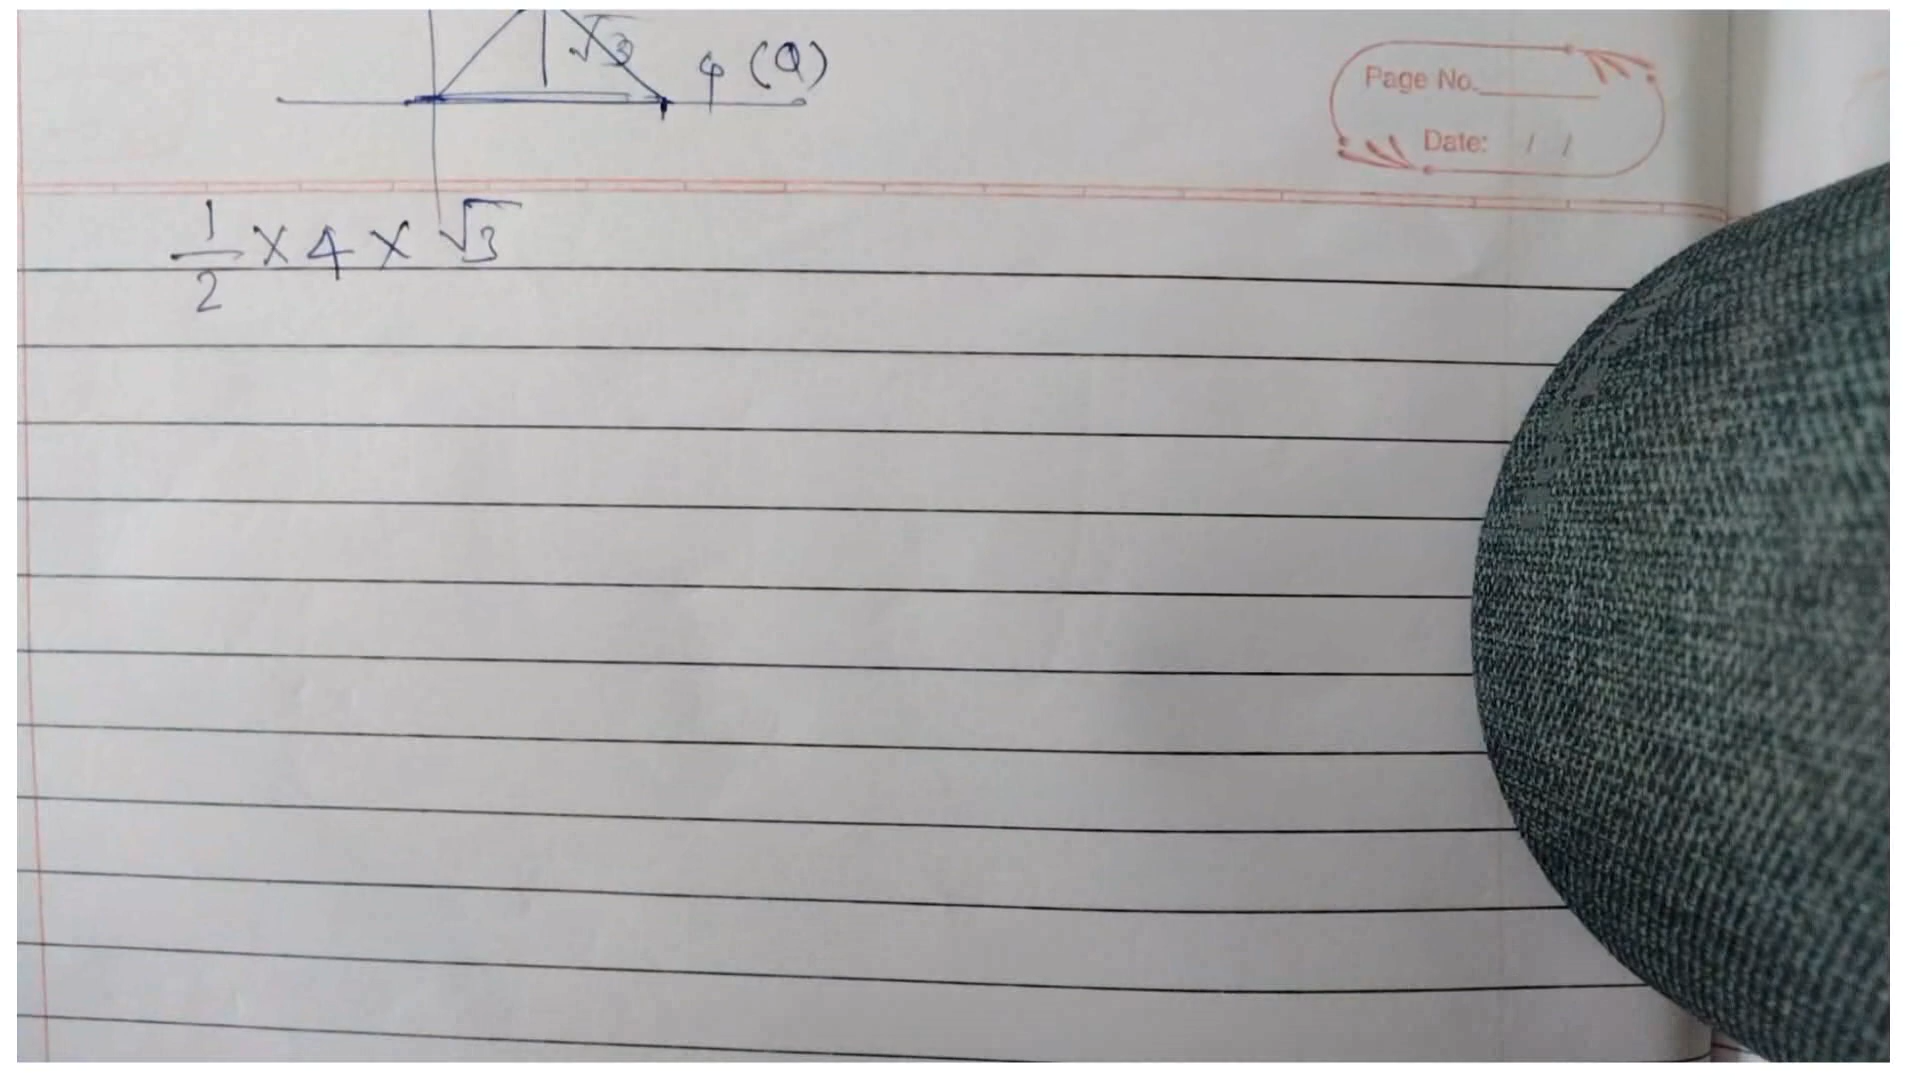 √3 4 (Q)
Page No.
Date: / /
1/2 × 4 × √3